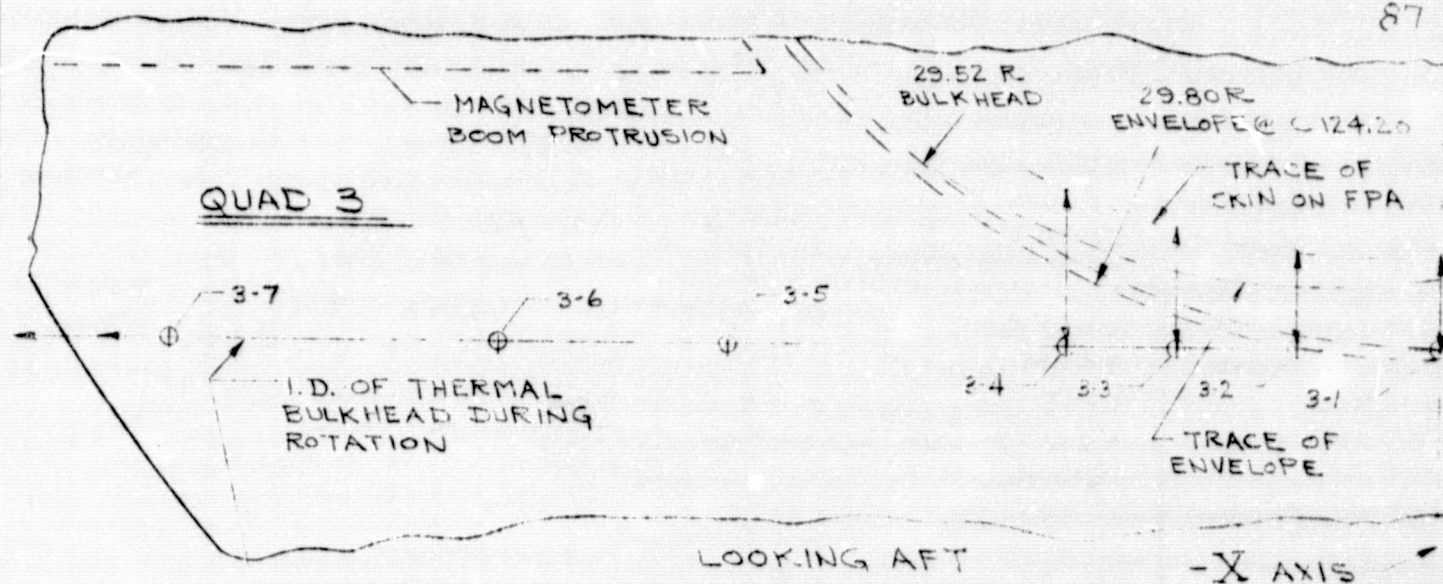 87
29.52 R.
BULKHEAD
29.80 R
ENVELOPE @ C 124.26
MAGNETOMETER
BOOM PROTRUSION
TRACE OF
SKIN ON FPA
QUAD 3
3-7
3-6
3-5
3-4
3-3
3-2
3-1
I.D. OF THERMAL
BULKHEAD DURING
ROTATION
TRACE OF
ENVELOPE
LOOKING AFT
-X AXIS